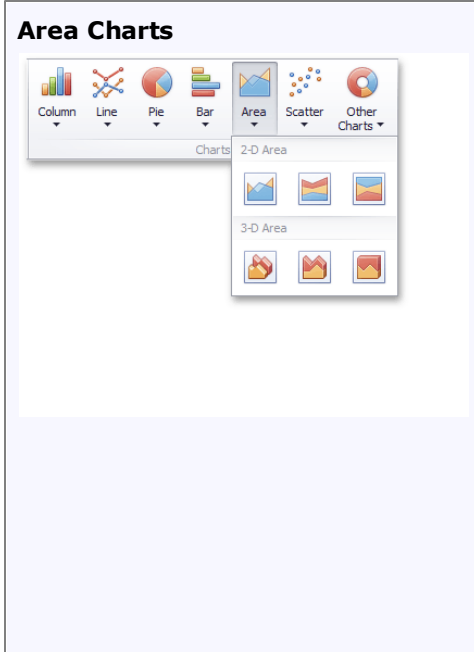 Area Charts
Column Line Pie Bar Area Scatter Other Charts
Charts
2-D Area
3-D Area